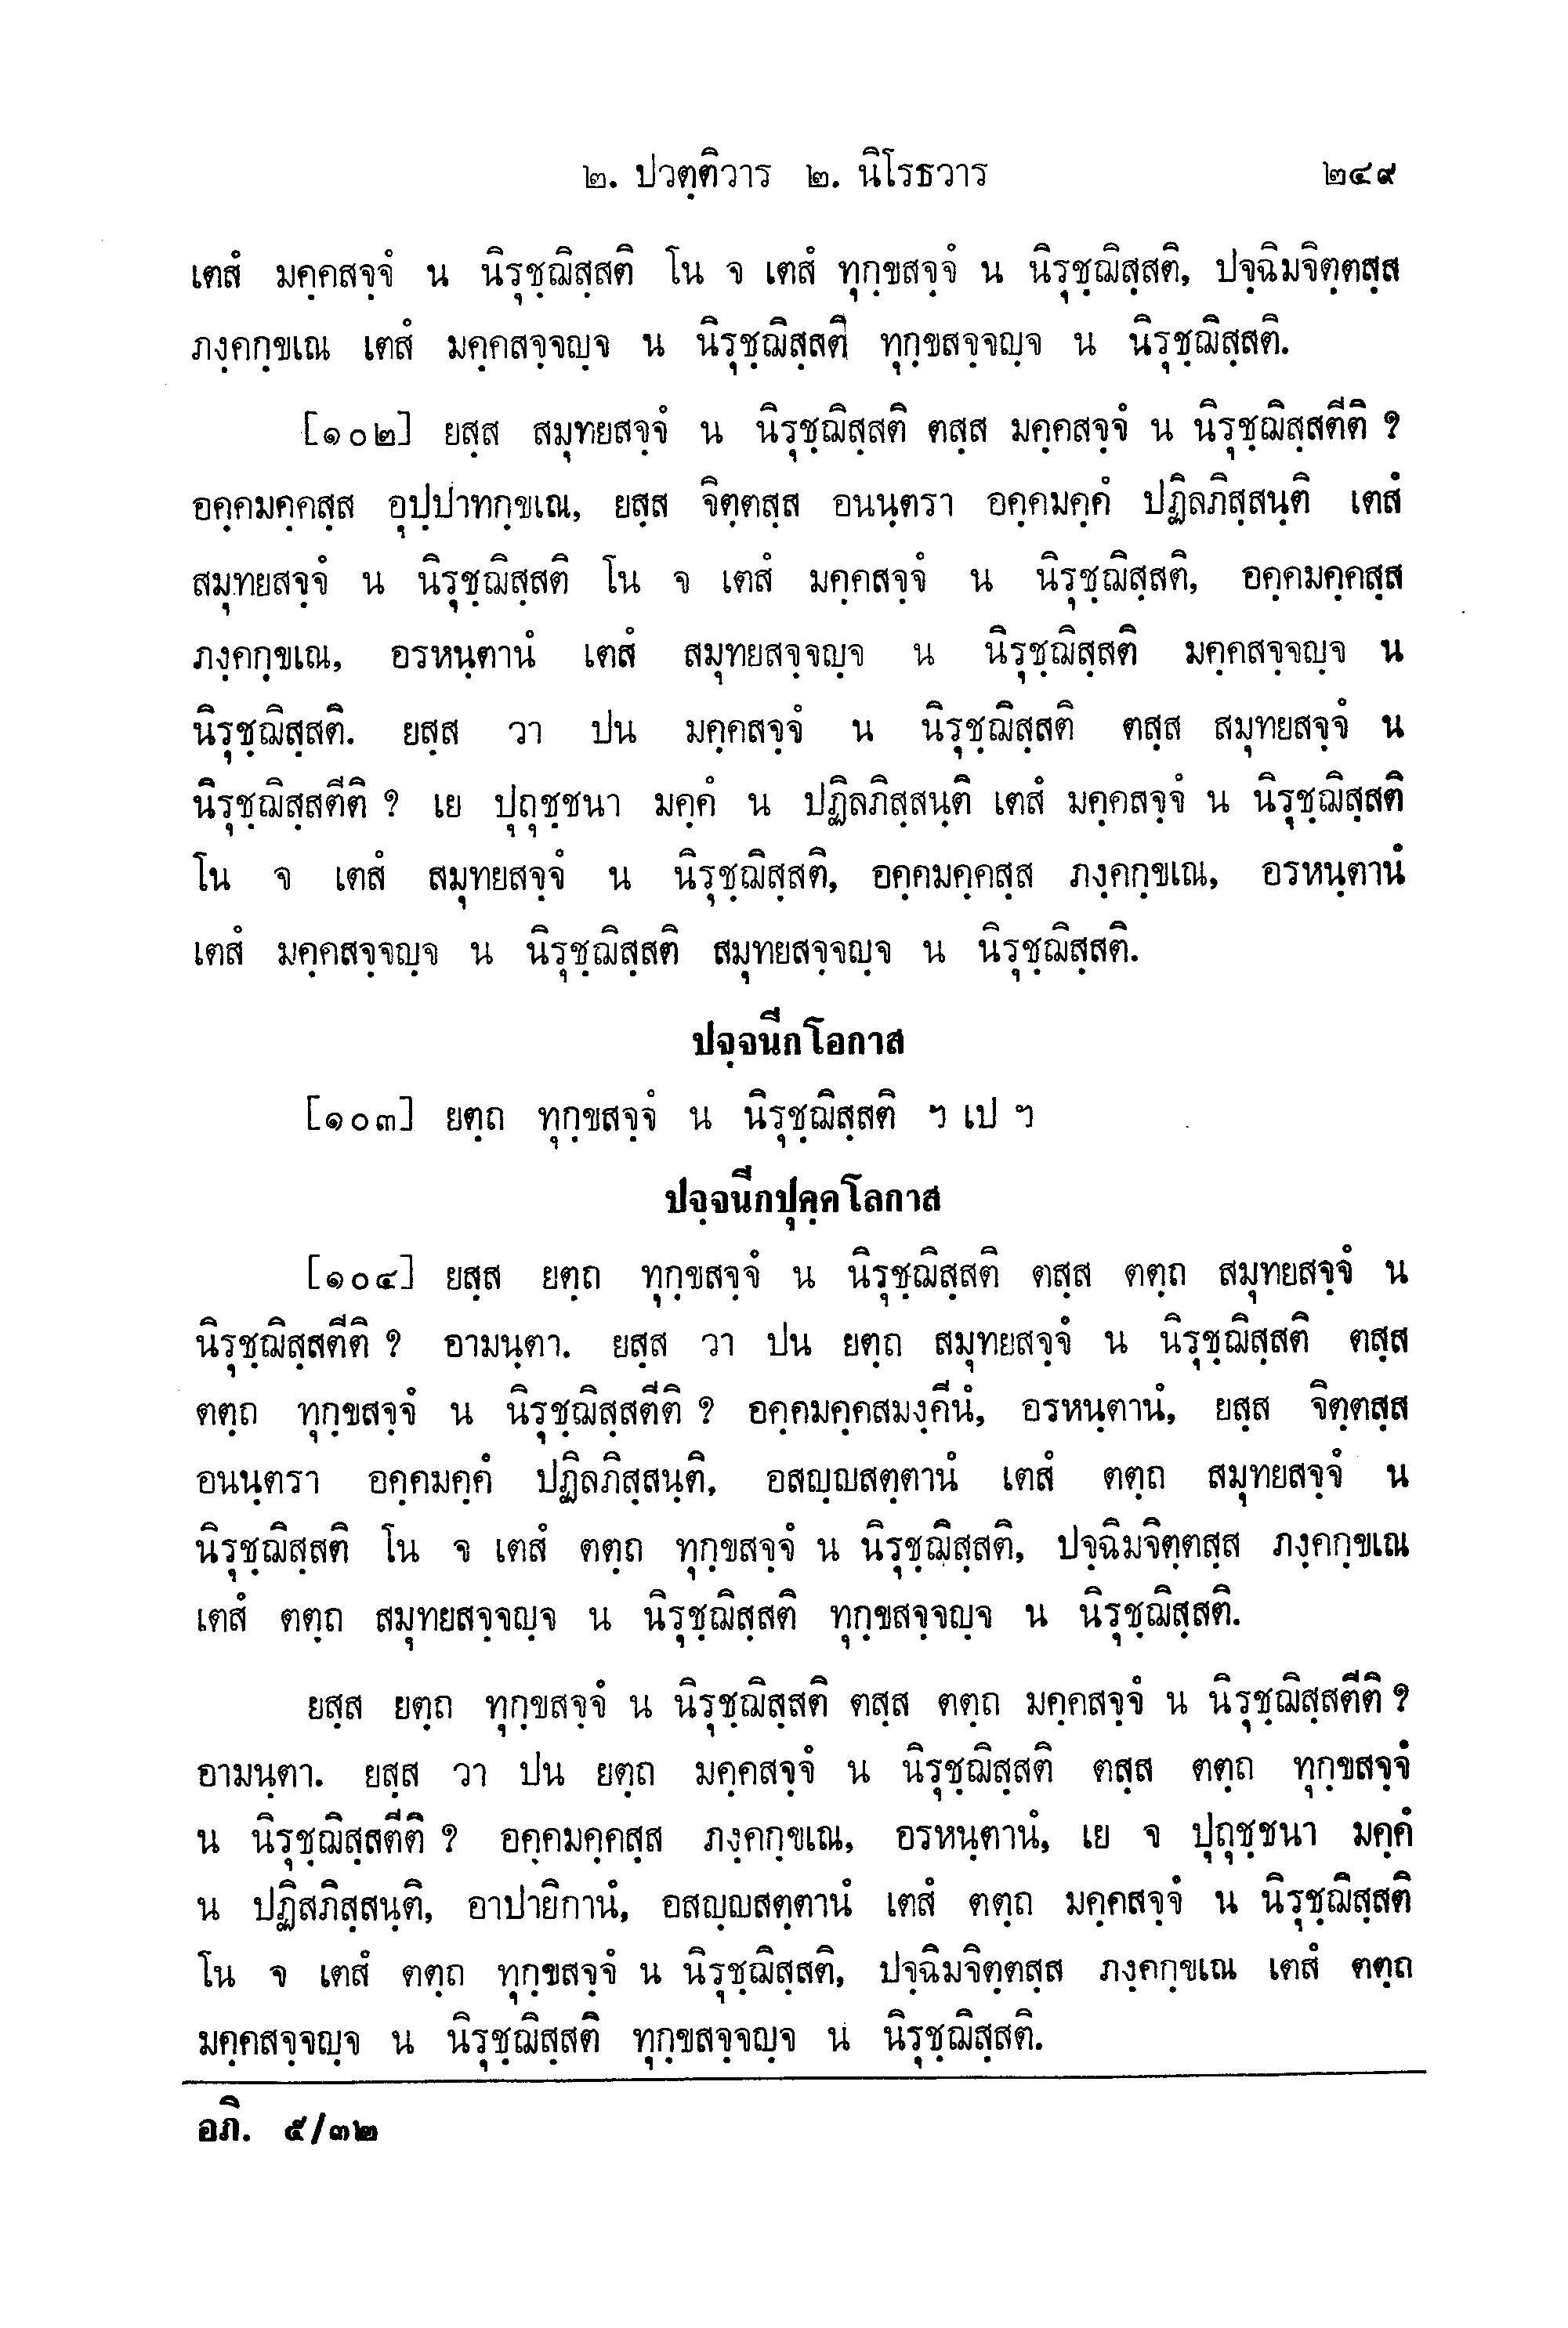 ๒. ปวตฺติวาร ๒. นิโรธวาร ๒๔๙
เตสํ มคฺคสจฺจํ น นิรุชฺฌิสฺสติ โน จ เตสํ ทุกฺขสจฺจํ น นิรุชฺฌิสฺสติ, ปจฺฉิมจิตฺตสฺส
ภงฺคกฺขเณ เตสํ มคฺคสจฺจญฺจ น นิรุชฺฌิสฺสติ ทุกฺขสจฺจญฺจ น นิรุชฺฌิสฺสติ.
[๑๐๒] ยสฺส สมุทยสจฺจํ น นิรุชฺฌิสฺสติ ตสฺส มคฺคสจฺจํ น นิรุชฺฌิสฺสตีติ ?
อคฺคมคฺคสฺส อุปฺปาทกฺขเณ, ยสฺส จิตฺตสฺส อนนฺตรา อคฺคมคฺคํ ปฏิลภิสฺสนฺติ เตสํ
สมุทยสจฺจํ น นิรุชฺฌิสฺสติ โน จ เตสํ มคฺคสจฺจํ น นิรุชฺฌิสฺสติ, อคฺคมคฺคสฺส
ภงฺคกฺขเณ, อรหนฺตานํ เตสํ สมุทยสจฺจญฺจ น นิรุชฺฌิสฺสติ มคฺคสจฺจญฺจ น
นิรุชฺฌิสฺสติ. ยสฺส วา ปน มคฺคสจฺจํ น นิรุชฺฌิสฺสติ ตสฺส สมุทยสจฺจํ น
นิรุชฺฌิสฺสตีติ ? เย ปุถุชฺชนา มคฺคํ น ปฏิลภิสฺสนฺติ เตสํ มคฺคสจฺจํ น นิรุชฺฌิสฺสติ
โน จ เตสํ สมุทยสจฺจํ น นิรุชฺฌิสฺสติ, อคฺคมคฺคสฺส ภงฺคกฺขเณ, อรหนฺตานํ
เตสํ มคฺคสจฺจญฺจ น นิรุชฺฌิสฺสติ สมุทยสจฺจญฺจ น นิรุชฺฌิสฺสติ.
ปจฺจนีกโอกาส
[๑๐๓] ยตฺถ ทุกฺขสจฺจํ น นิรุชฺฌิสฺสติ ฯ เป ฯ
ปจฺจนีกปุคฺคโลกาส
[๑๐๔] ยสฺส ยตฺถ ทุกฺขสจฺจํ น นิรุชฺฌิสฺสติ ตสฺส ตตฺถ สมุทยสจฺจํ น
นิรุชฺฌิสฺสตีติ ? อามนฺตา. ยสฺส วา ปน ยตฺถ สมุทยสจฺจํ น นิรุชฺฌิสฺสติ ตสฺส
ตตฺถ ทุกฺขสจฺจํ น นิรุชฺฌิสฺสตีติ ? อคฺคมคฺคสมงฺคีนํ, อรหนฺตานํ, ยสฺส จิตฺตสฺส
อนนฺตรา อคฺคมคฺคํ ปฏิลภิสฺสนฺติ, อสญฺญสตฺตานํ เตสํ ตตฺถ สมุทยสจฺจํ น
นิรุชฺฌิสฺสติ โน จ เตสํ ตตฺถ ทุกฺขสจฺจํ น นิรุชฺฌิสฺสติ, ปจฺฉิมจิตฺตสฺส ภงฺคกฺขเณ
เตสํ ตตฺถ สมุทยสจฺจญฺจ น นิรุชฺฌิสฺสติ ทุกฺขสจฺจญฺจ น นิรุชฺฌิสฺสติ.
ยสฺส ยตฺถ ทุกฺขสจฺจํ น นิรุชฺฌิสฺสติ ตสฺส ตตฺถ มคฺคสจฺจํ น นิรุชฺฌิสฺสตีติ ?
อามนฺตา. ยสฺส วา ปน ยตฺถ มคฺคสจฺจํ น นิรุชฺฌิสฺสติ ตสฺส ตตฺถ ทุกฺขสจฺจํ
น นิรุชฺฌิสฺสตีติ ? อคฺคมคฺคสฺส ภงฺคกฺขเณ, อรหนฺตานํ, เย จ ปุถุชฺชนา มคฺคํ
น ปฏิสภิสฺสนฺติ, อาปายิกานํ, อสญฺญสตฺตานํ เตสํ ตตฺถ มคฺคสจฺจํ น นิรุชฺฌิสฺสติ
โน จ เตสํ ตตฺถ ทุกฺขสจฺจํ น นิรุชฺฌิสฺสติ, ปจฺฉิมจิตฺตสฺส ภงฺคกฺขเณ เตสํ ตตฺถ
มคฺคสจฺจญฺจ น นิรุชฺฌิสฺสติ ทุกฺขสจฺจญฺจ น นิรุชฺฌิสฺสติ.
อภิ. ๕/๓๒